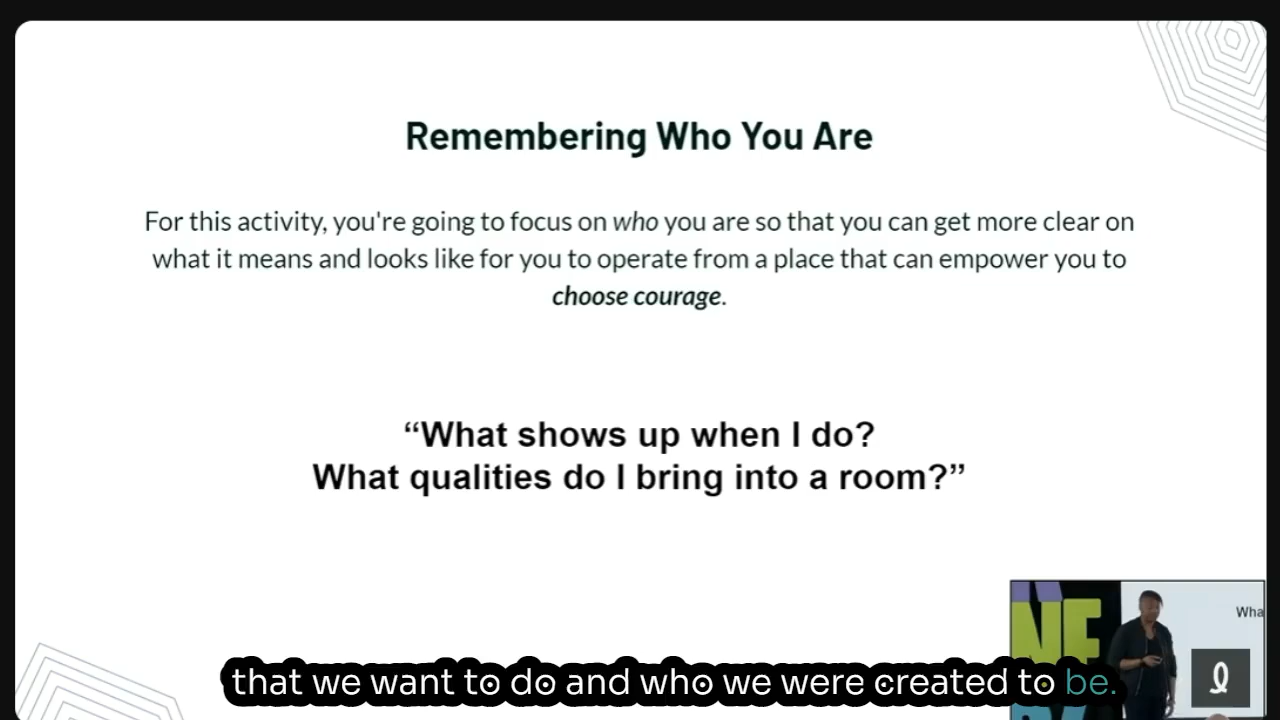 Remembering Who You Are
For this activity, you're going to focus on who you are so that you can get more clear on
what it means and looks like for you to operate from a place that can empower you to
choose courage.
“What shows up when I do?
What qualities do I bring into a room?”
Wha
NE
that we want to do and who we were created to be.